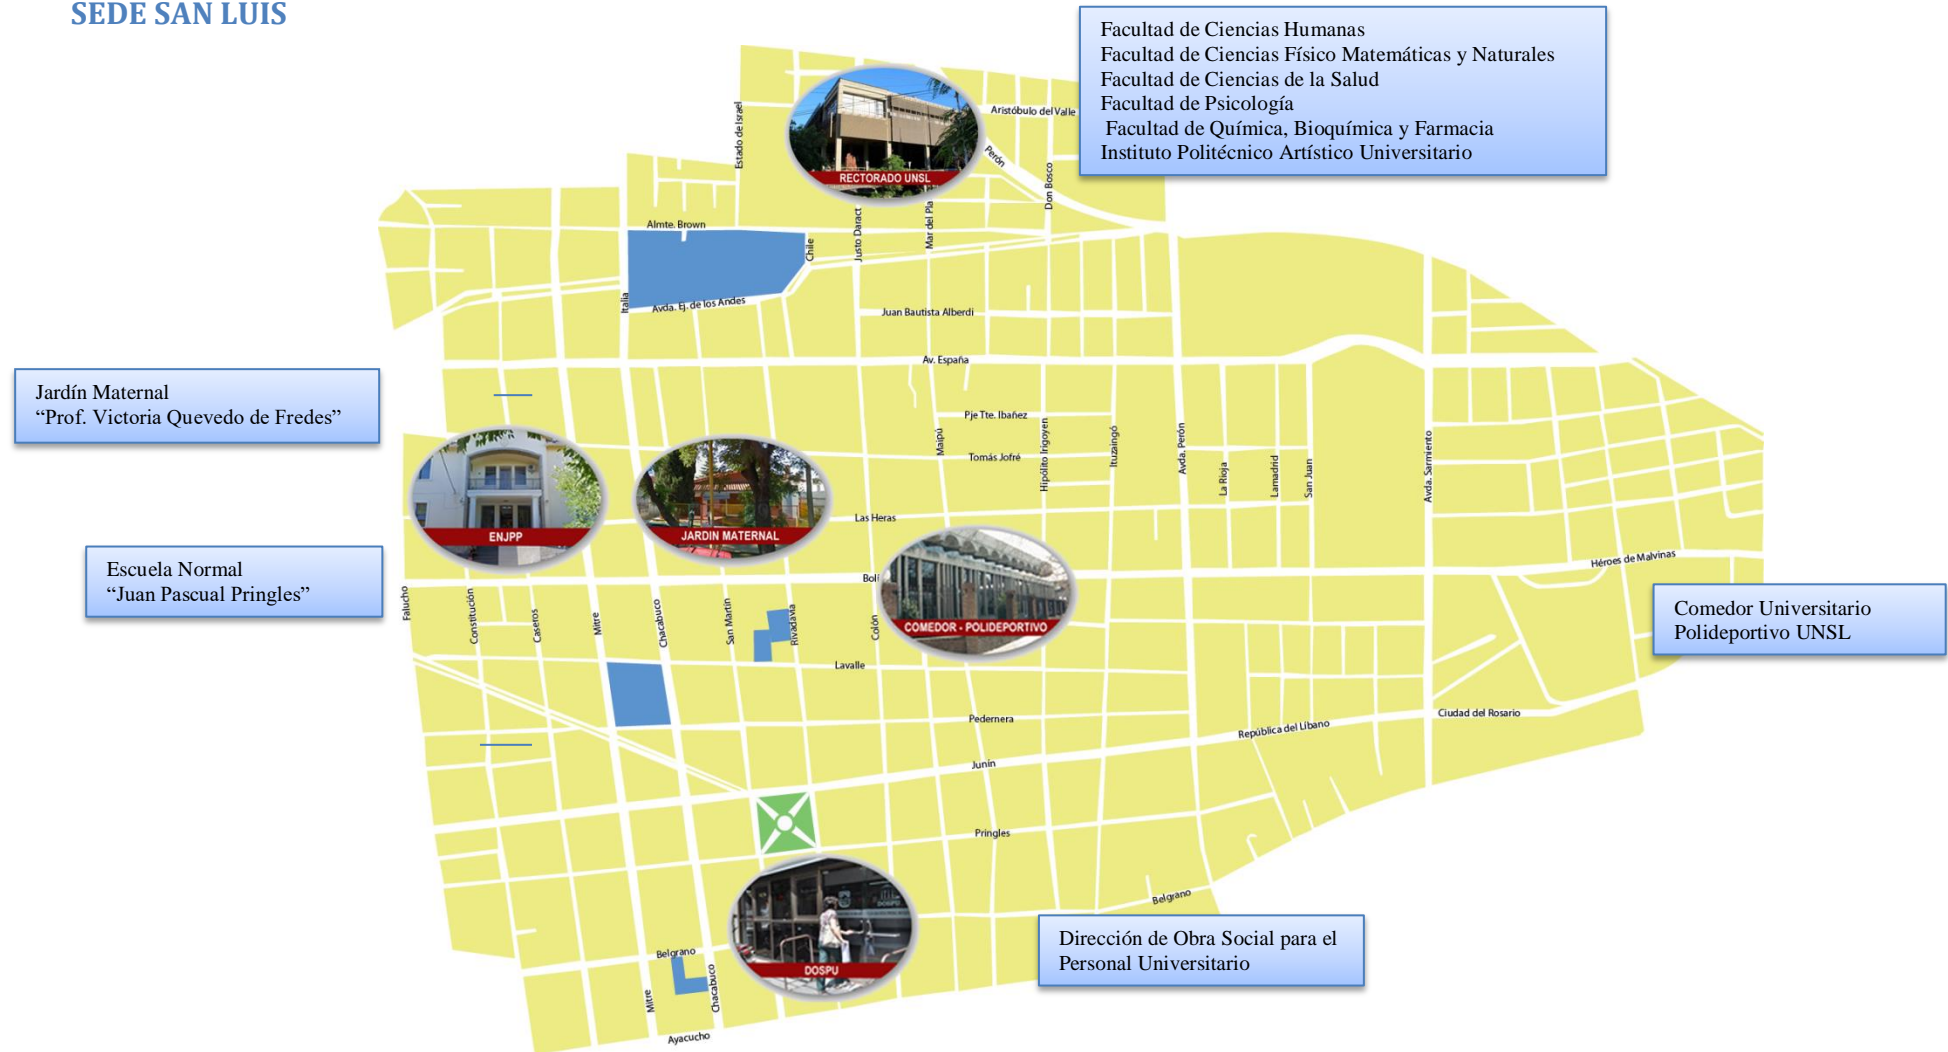 SEDE SAN LUIS
Facultad de Ciencias Humanas
Facultad de Ciencias Físico Matemáticas y Naturales
Facultad de Ciencias de la Salud
Facultad de Psicología
Facultad de Química, Bioquímica y Farmacia
Instituto Politécnico Artístico Universitario
Aristóbulo del Valle
Estado de Israel
Perón
Don Bosco
RECTORADO UNSL
Almte. Brown
Chile
Justo Daract
Mar del Pla
Italia
Avda. Ej. de los Andes
Juan Bautista Alberdi
Av. España
Jardín Maternal
“Prof. Victoria Quevedo de Fredes”
Pje Tte. Ibañez
Maipú
Tomás Jofré
Hipólito Irigoyen
Ituzaingó
Avda. Perón
La Rioja
Lamadrid
San Juan
Avda. Sarmiento
Las Heras
ENJPP
JARDIN MATERNAL
Escuela Normal
“Juan Pascual Pringles”
Bolí
Héroes de Malvinas
Falucho
Constitución
Caseros
Mitre
Chacabuco
San Martín
Rivadavia
Colón
COMEDOR - POLIDEPORTIVO
Comedor Universitario
Polideportivo UNSL
Lavalle
Pedernera
Ciudad del Rosario
República del Líbano
Junín
Pringles
Belgrano
DOSPU
Dirección de Obra Social para el
Personal Universitario
Belgrano
DOSPU
Mitre
Chacabuco
Ayacucho